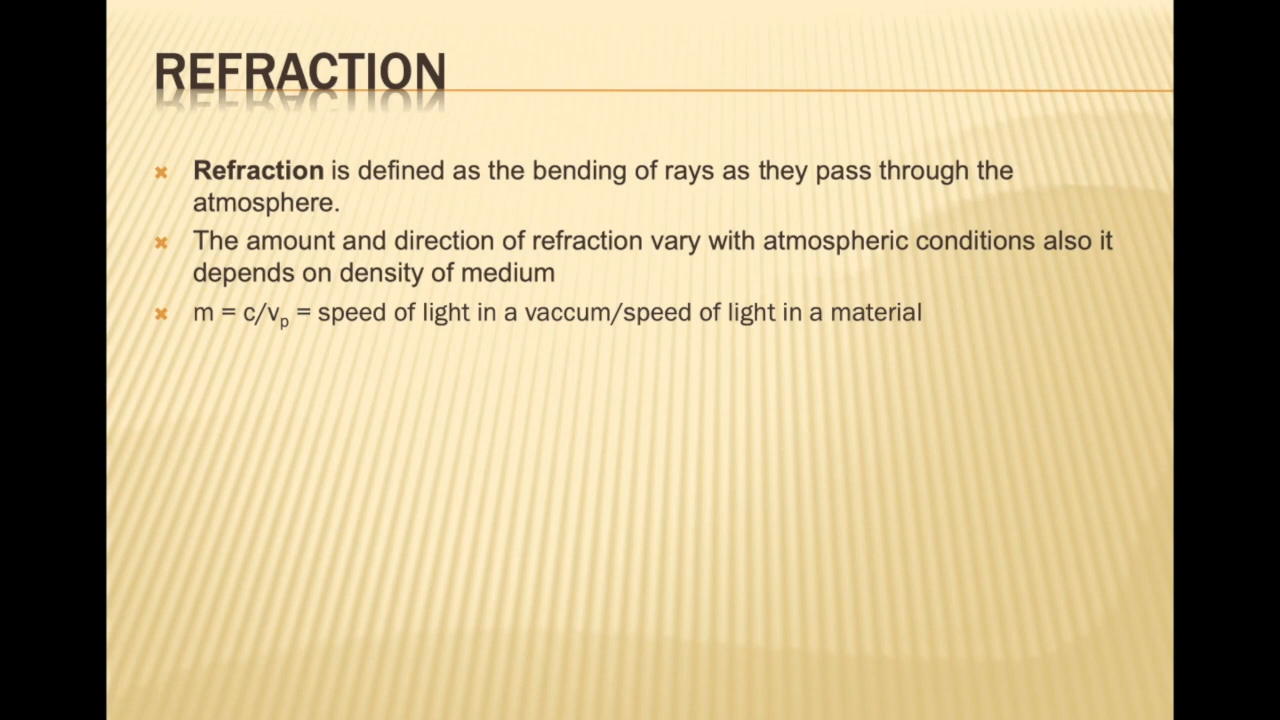 REFRACTION
Refraction is defined as the bending of rays as they pass through the
atmosphere.
The amount and direction of refraction vary with atmospheric conditions also it
depends on density of medium
m = c/vₚ = speed of light in a vaccum/speed of light in a material